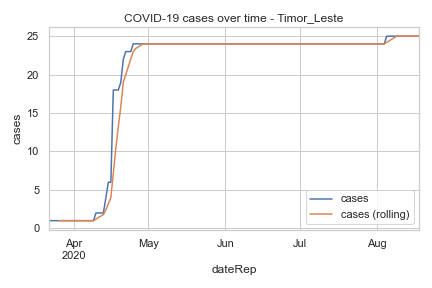 COVID-19 cases over time - Timor_Leste
cases
25
20
15
10
5
0
cases
cases (rolling)
Apr
2020
May
Jun
Jul
Aug
dateRep